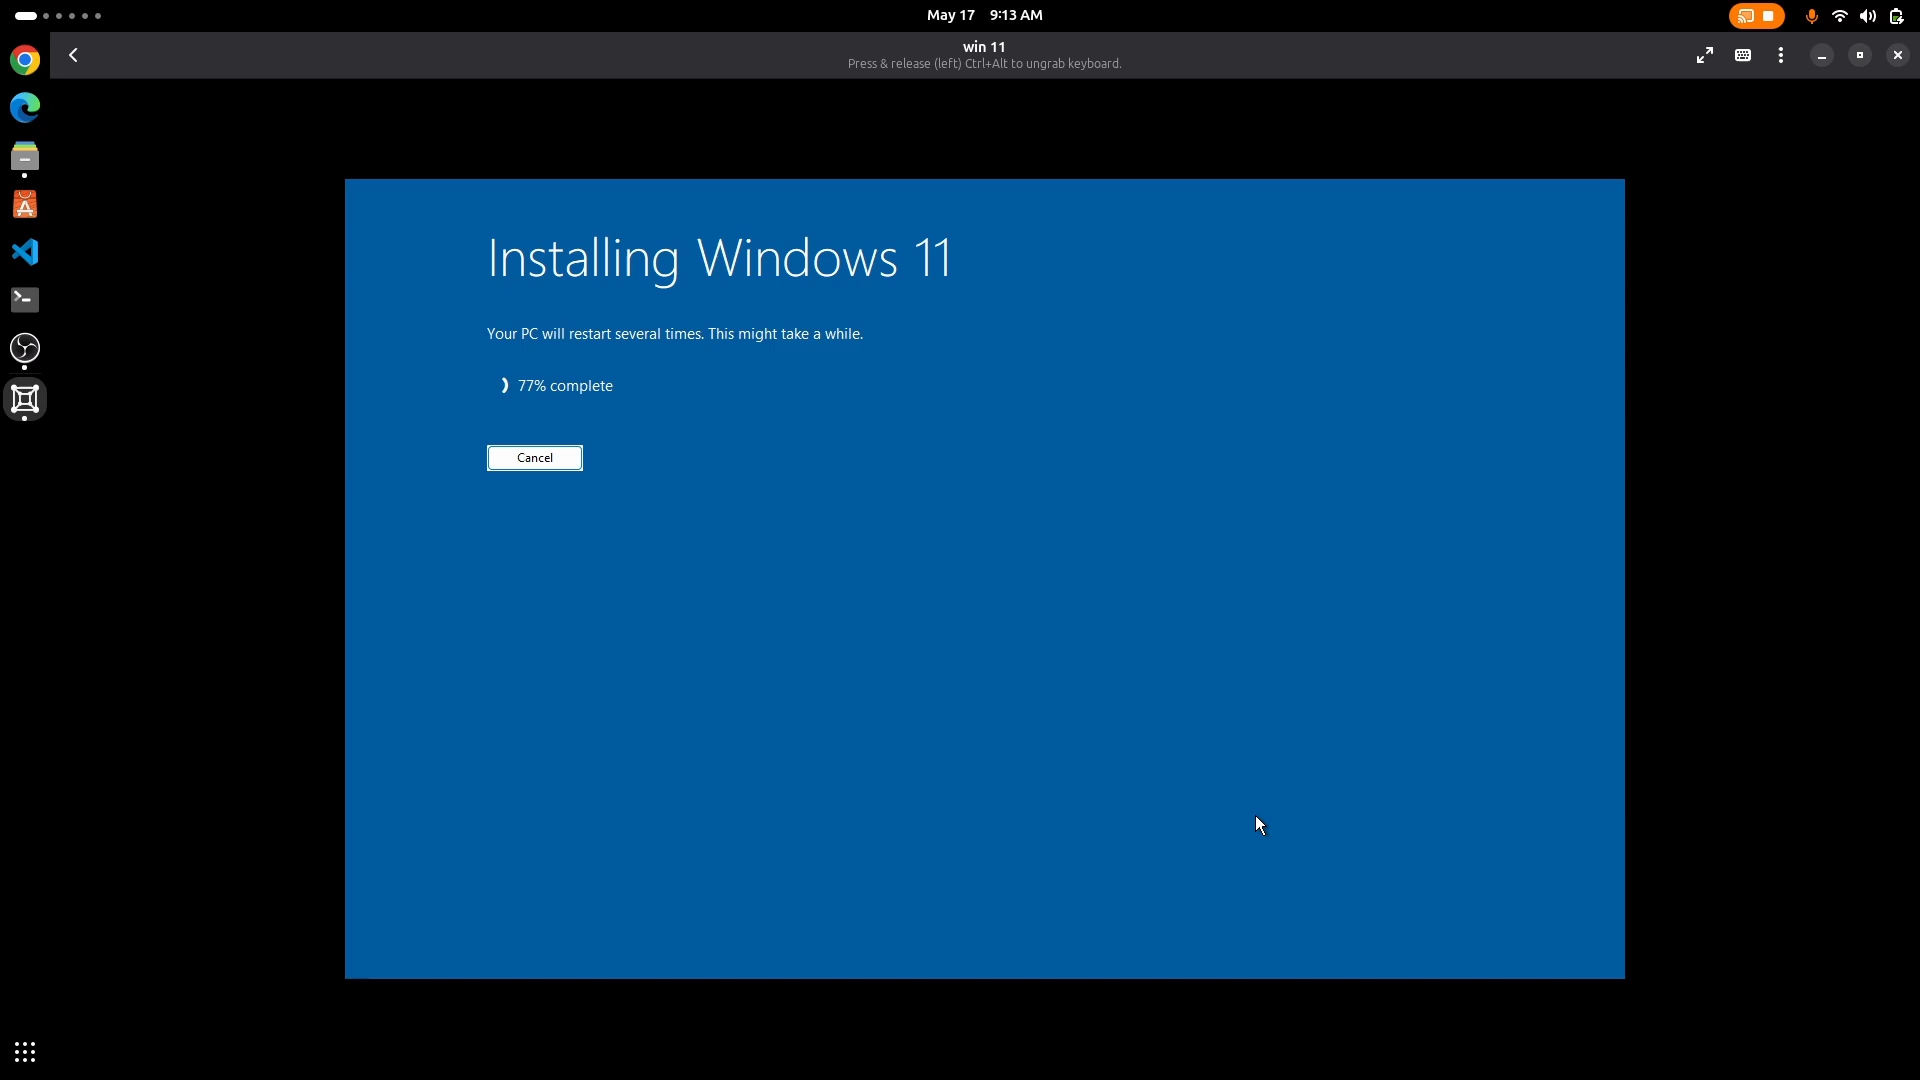 May 17 9:13 AM
win 11
Press & release (left) Ctrl+Alt to ungrab keyboard.
Installing Windows 11
Your PC will restart several times. This might take a while.
77% complete
Cancel